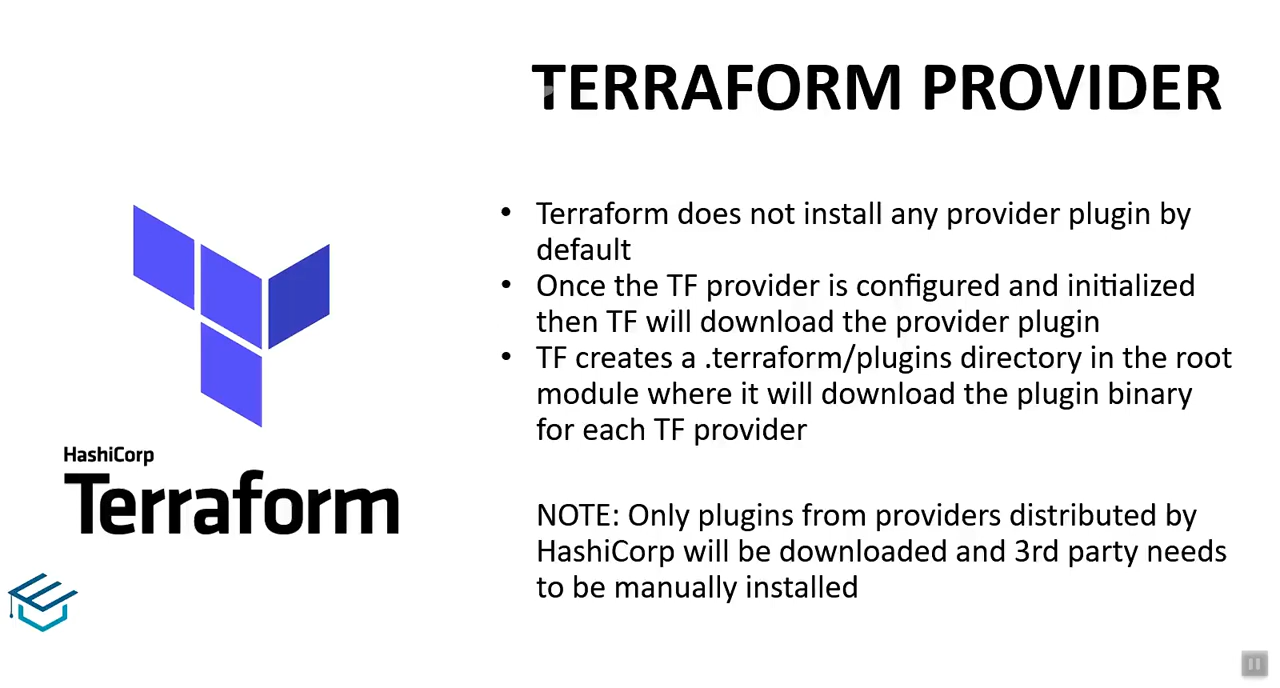 TERRAFORM PROVIDER
• Terraform does not install any provider plugin by
default
• Once the TF provider is configured and initialized
then TF will download the provider plugin
• TF creates a .terraform/plugins directory in the root
module where it will download the plugin binary
for each TF provider
NOTE: Only plugins from providers distributed by
HashiCorp will be downloaded and 3rd party needs
to be manually installed
HashiCorp
Terraform